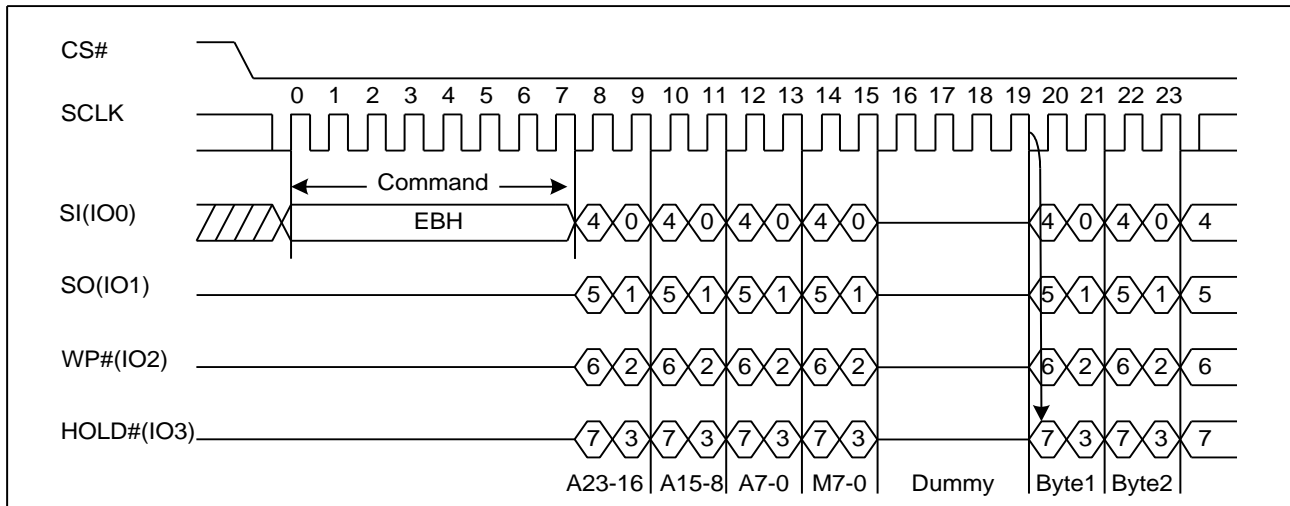 CS#
0 1 2 3 4 5 6 7 8 9 10 11 12 13 14 15 16 17 18 19 20 21 22 23
SCLK
Command
SI(IO0) EBH 4 0 4 0 4 0 4 0 4 0 4 0 4
SO(IO1) 5 1 5 1 5 1 5 1 5 1 5 1 5
WP#(IO2) 6 2 6 2 6 2 6 2 6 2 6 2 6
HOLD#(IO3) 7 3 7 3 7 3 7 3 7 3 7 3 7
A23-16 A15-8 A7-0 M7-0 Dummy Byte1 Byte2